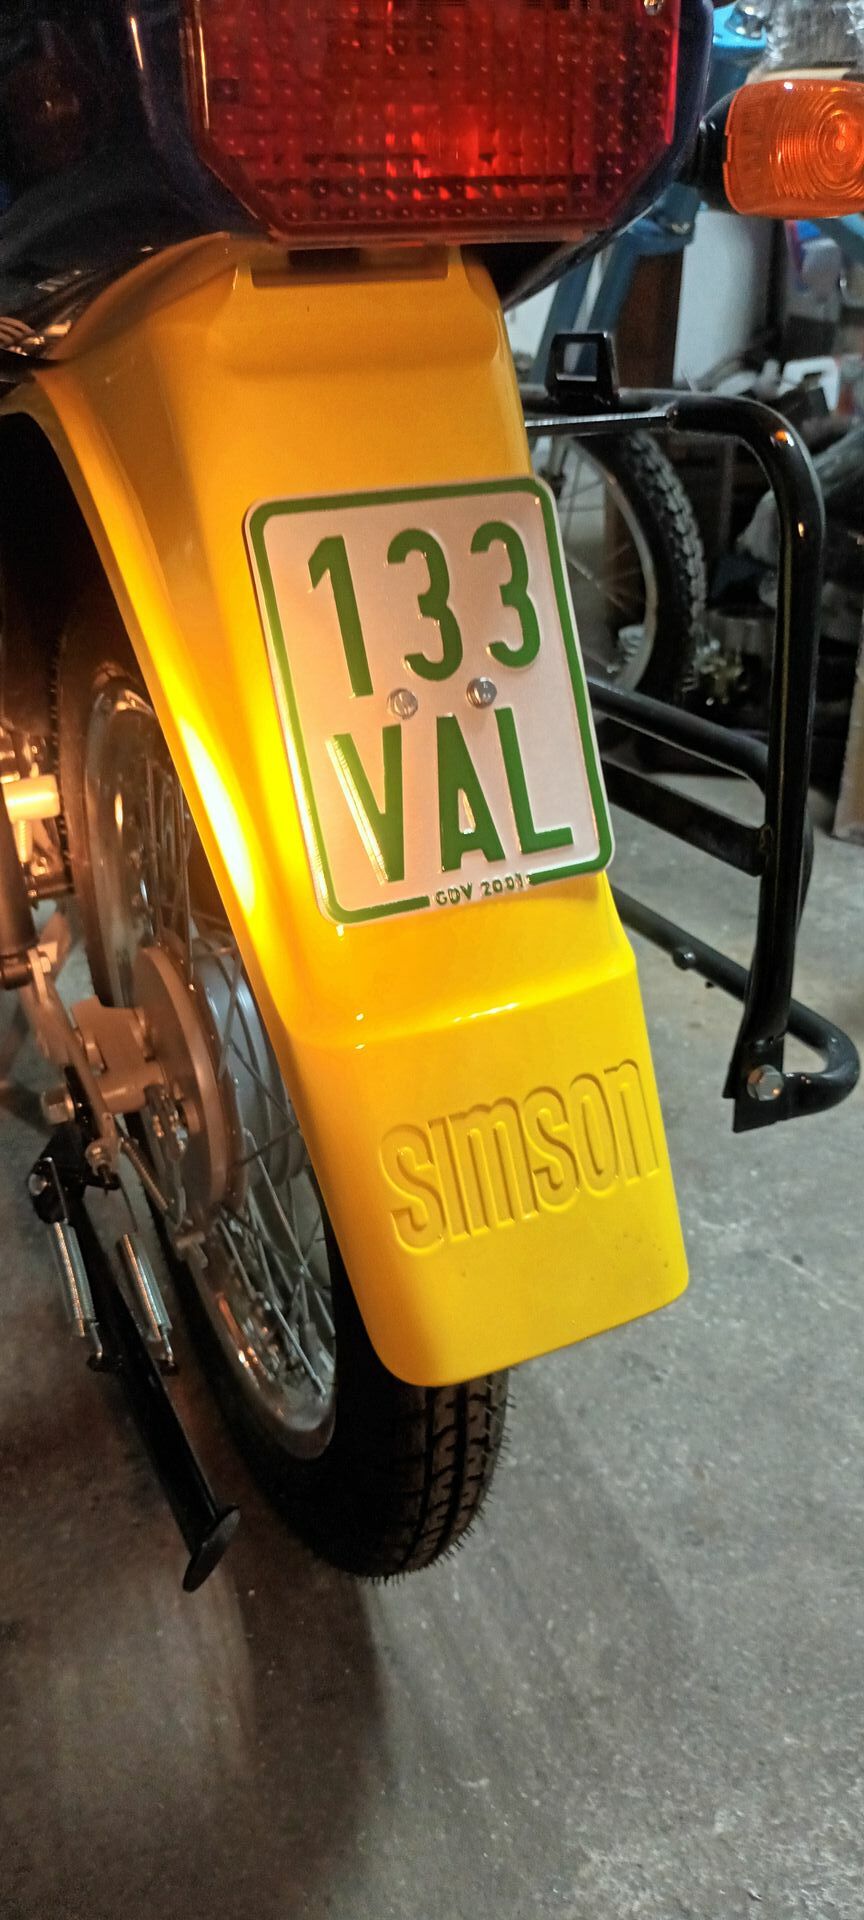 133
VAL
GDV 2001
simson